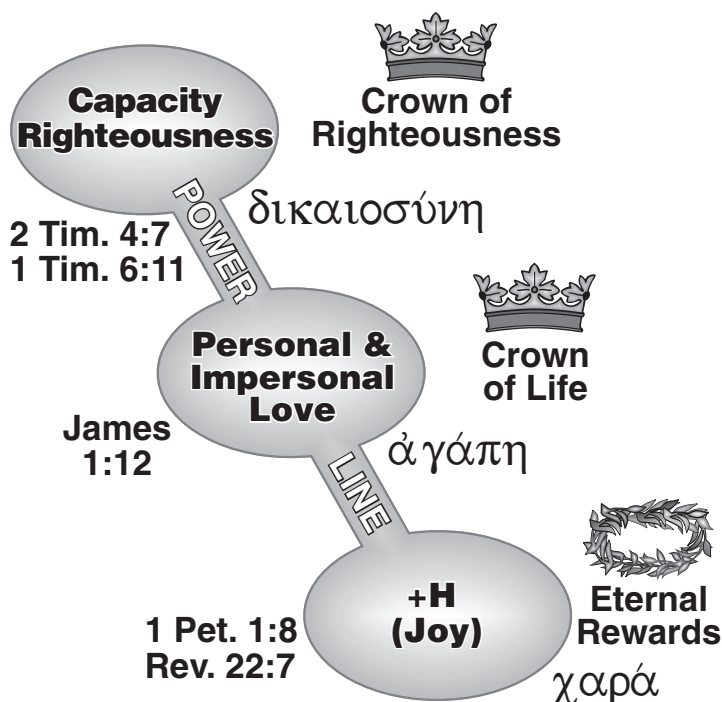 Capacity
Righteousness
Crown of
Righteousness
POWER
δικαιοσύνη
2 Tim. 4:7
1 Tim. 6:11
Personal &
Impersonal
Love
Crown
of Life
James
1:12
LINE
ἀγάπη
+H
(Joy)
Eternal
Rewards
1 Pet. 1:8
Rev. 22:7
χαρά